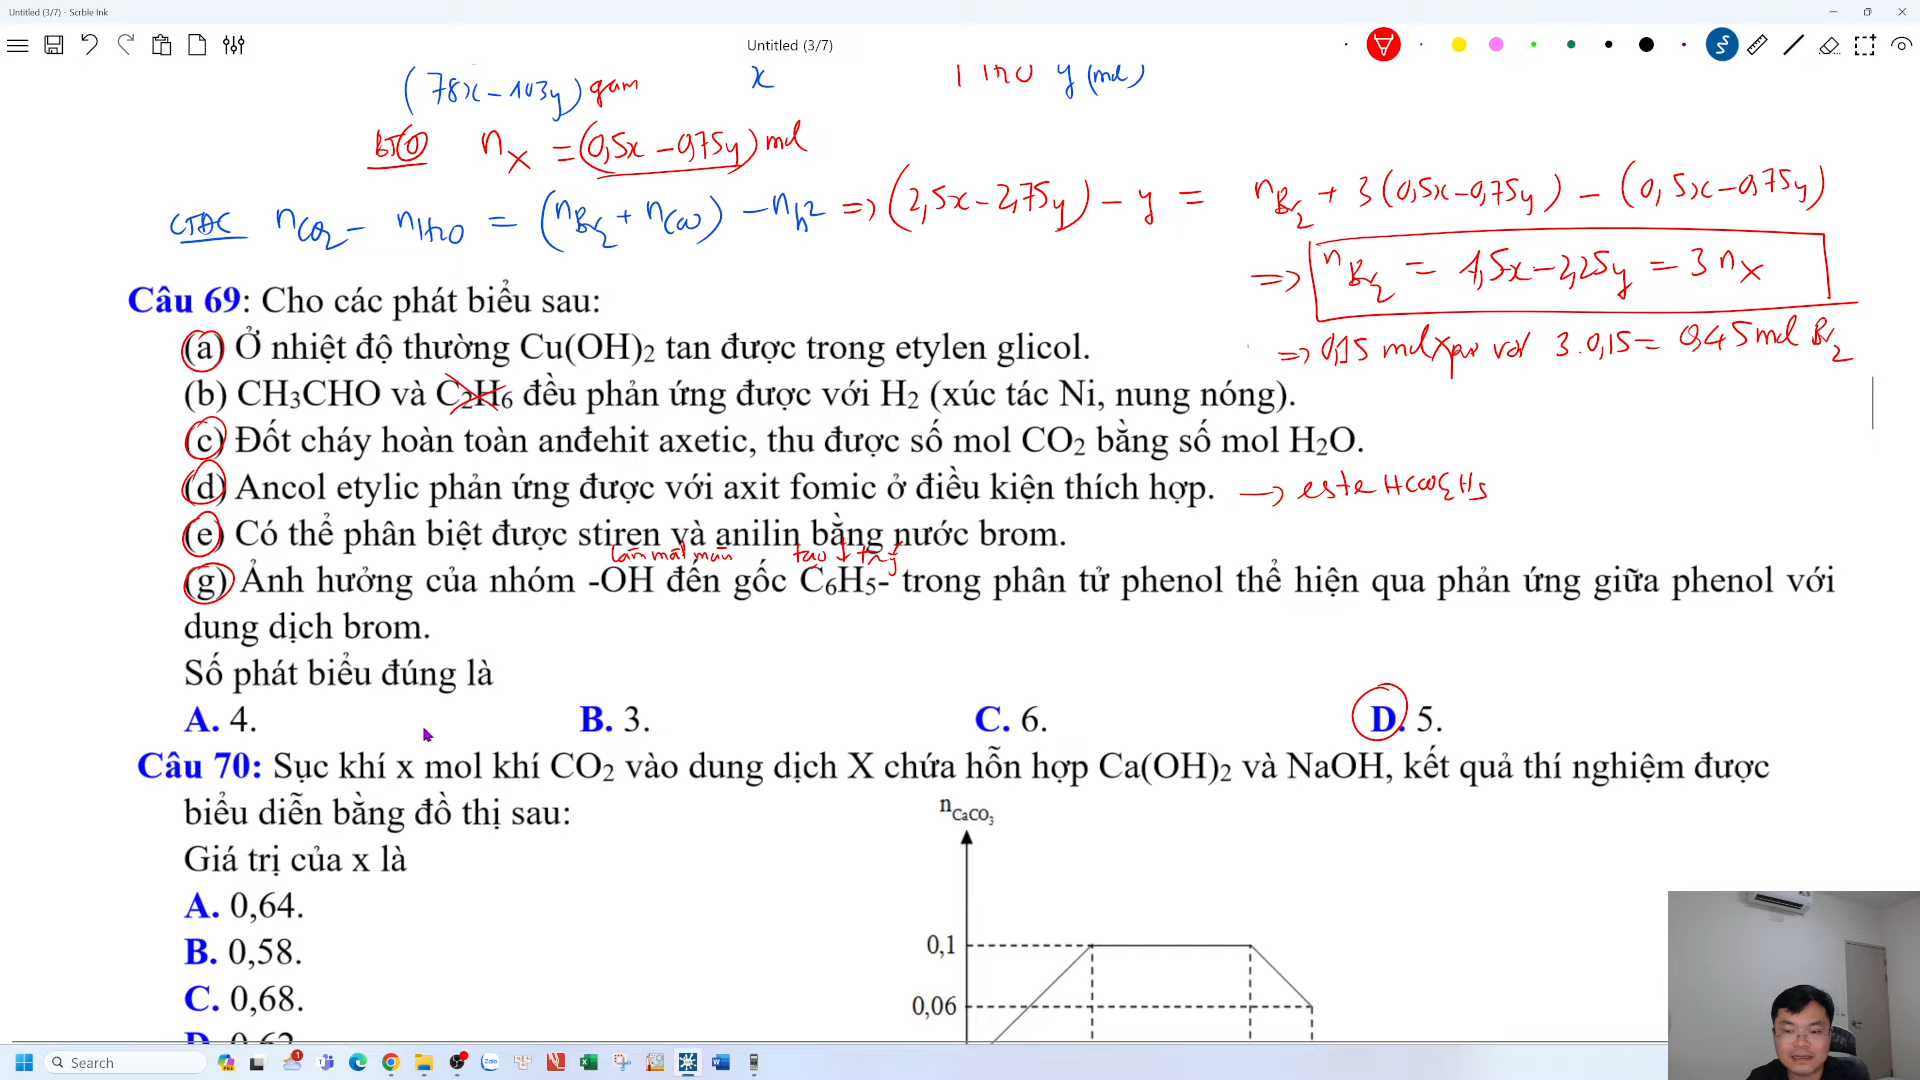 Untitled (3/7) - Scrble Ink
Untitled (3/7)
(78x - 103y) gam x y (mol)
BT(O) nX = (0,5x - 0,75y) mol
CTĐC nCO2 - nH2O = (nBr2 + nCOO) - nh2 => (2,5x - 2,75y) - y = nBr2 + 3(0,5x - 0,75y) - (0,5x - 0,75y)
=> nBr2 = 1,5x - 2,25y = 3nX
Câu 69: Cho các phát biểu sau:
(a) Ở nhiệt độ thường Cu(OH)2 tan được trong etylen glicol.
=> 0,15 mol X pư với 3.0,15 = 0,45 mol Br2
(b) CH3CHO và C2H6 đều phản ứng được với H2 (xúc tác Ni, nung nóng).
(c) Đốt cháy hoàn toàn anđehit axetic, thu được số mol CO2 bằng số mol H2O.
(d) Ancol etylic phản ứng được với axit fomic ở điều kiện thích hợp. → este HCOOC2H5
(e) Có thể phân biệt được stiren và anilin bằng nước brom.
làm mất màu tạo ↓ trắng
(g) Ảnh hưởng của nhóm -OH đến gốc C6H5- trong phân tử phenol thể hiện qua phản ứng giữa phenol với
dung dịch brom.
Số phát biểu đúng là
A. 4. B. 3. C. 6. D. 5.
Câu 70: Sục khí x mol khí CO2 vào dung dịch X chứa hỗn hợp Ca(OH)2 và NaOH, kết quả thí nghiệm được
biểu diễn bằng đồ thị sau:
nCaCO3
Giá trị của x là
A. 0,64.
B. 0,58.
0,1
C. 0,68.
0,06
Search